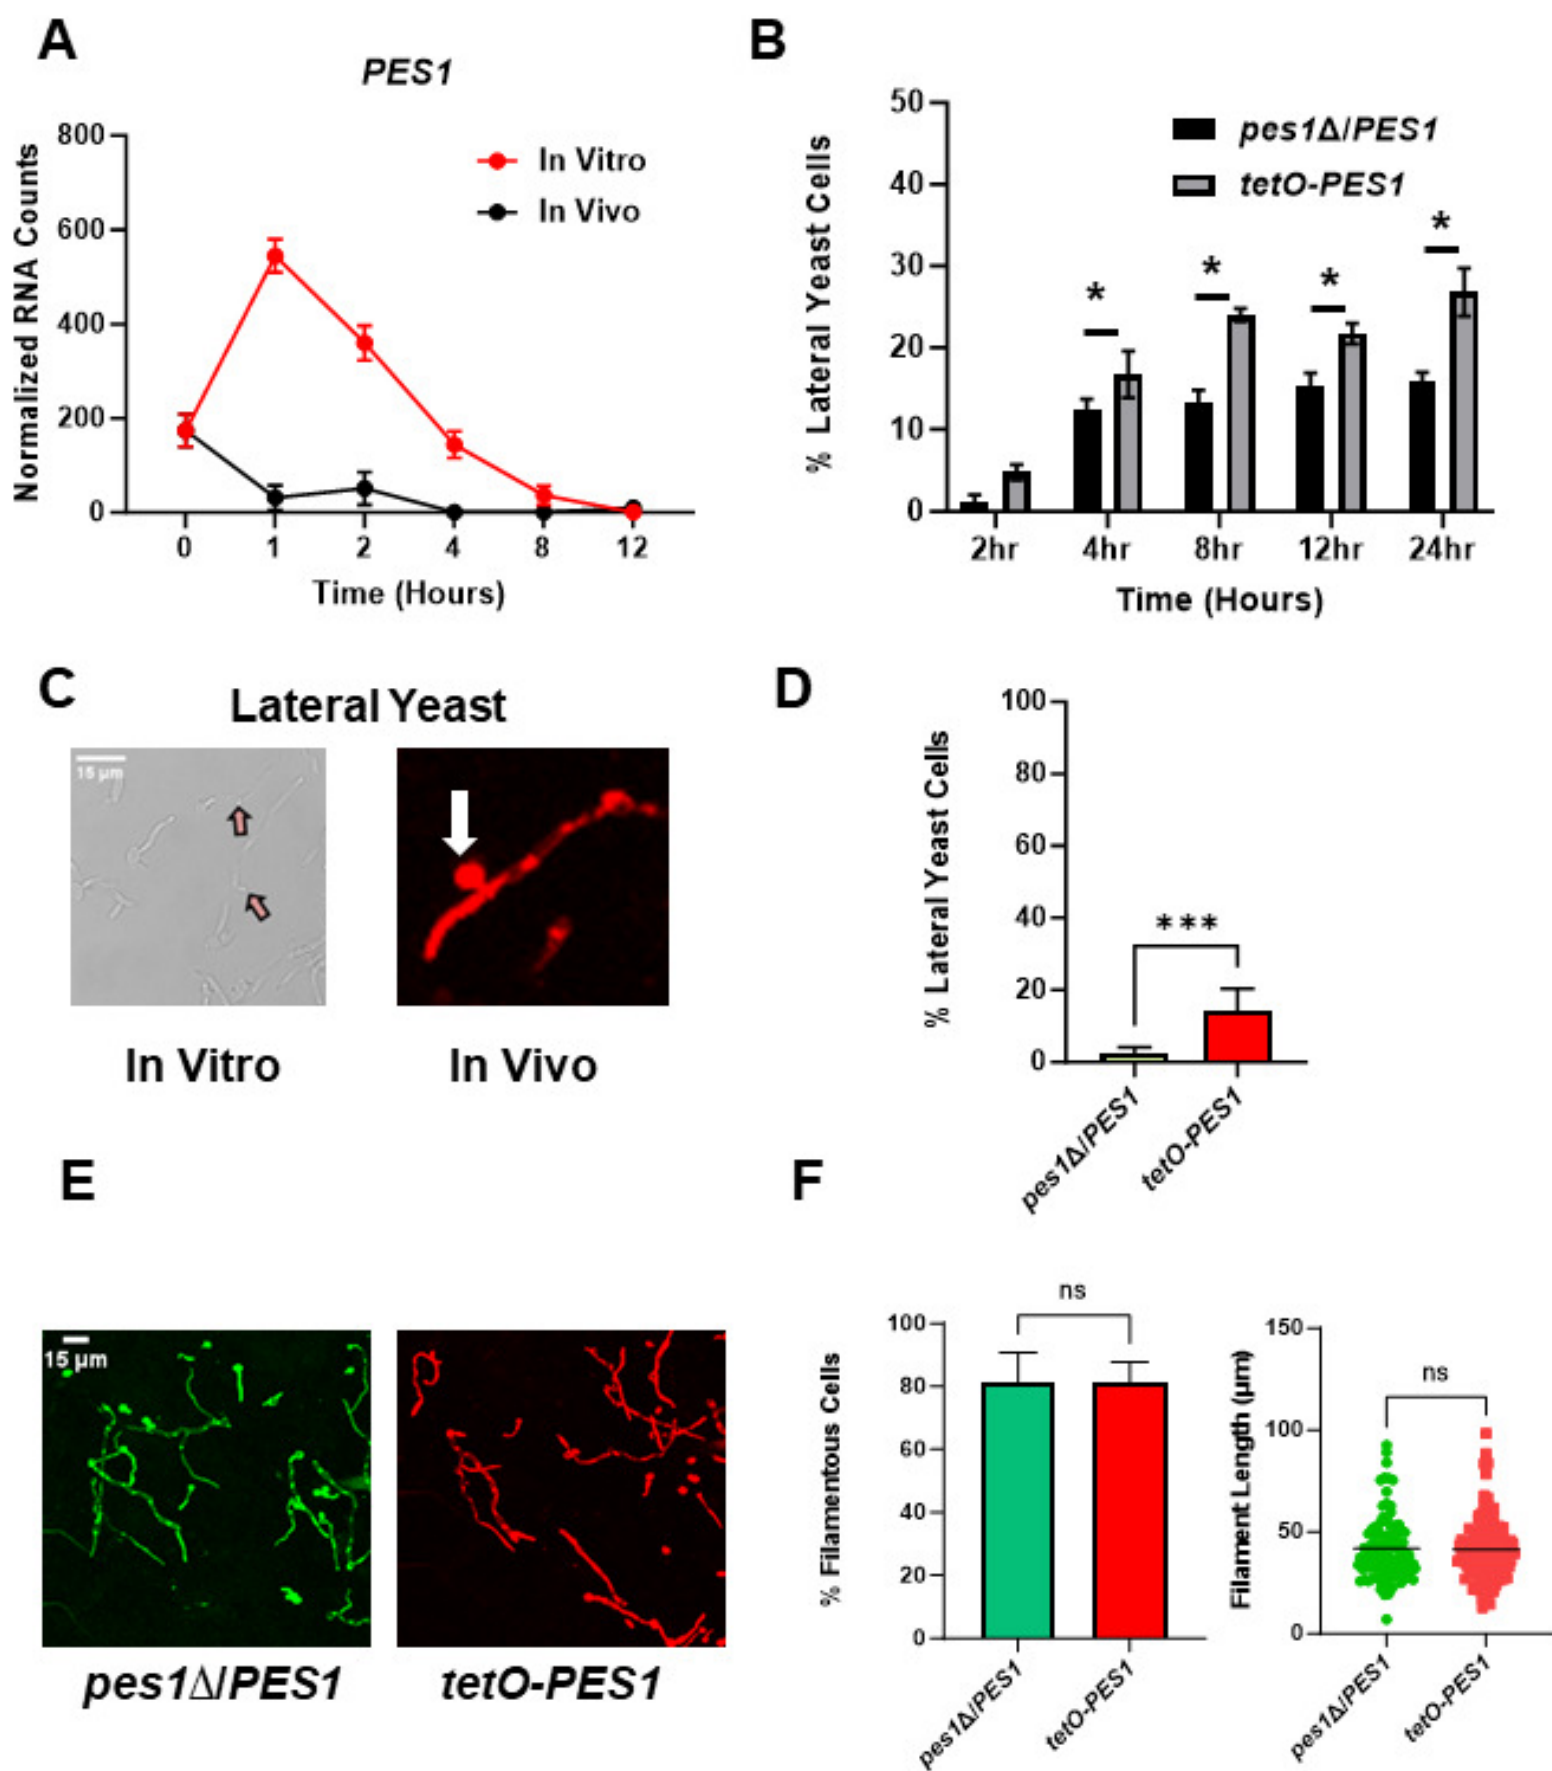 A
PES1
800
600
400
200
0
Normalized RNA Counts
In Vitro
In Vivo
0 1 2 4 8 12
Time (Hours)
B
50
40
30
20
10
0
% Lateral Yeast Cells
pes1Δ/PES1
tetO-PES1
* * * *
2hr 4hr 8hr 12hr 24hr
Time (Hours)
C
Lateral Yeast
15 µm
In Vitro
In Vivo
D
100
80
60
40
20
0
% Lateral Yeast Cells
***
pes1Δ/PES1
tetO-PES1
E
15 µm
pes1Δ/PES1
tetO-PES1
F
100
80
60
40
20
0
% Filamentous Cells
ns
pes1Δ/PES1
tetO-PES1
150
100
50
0
Filament Length (µm)
ns
pes1Δ/PES1
tetO-PES1